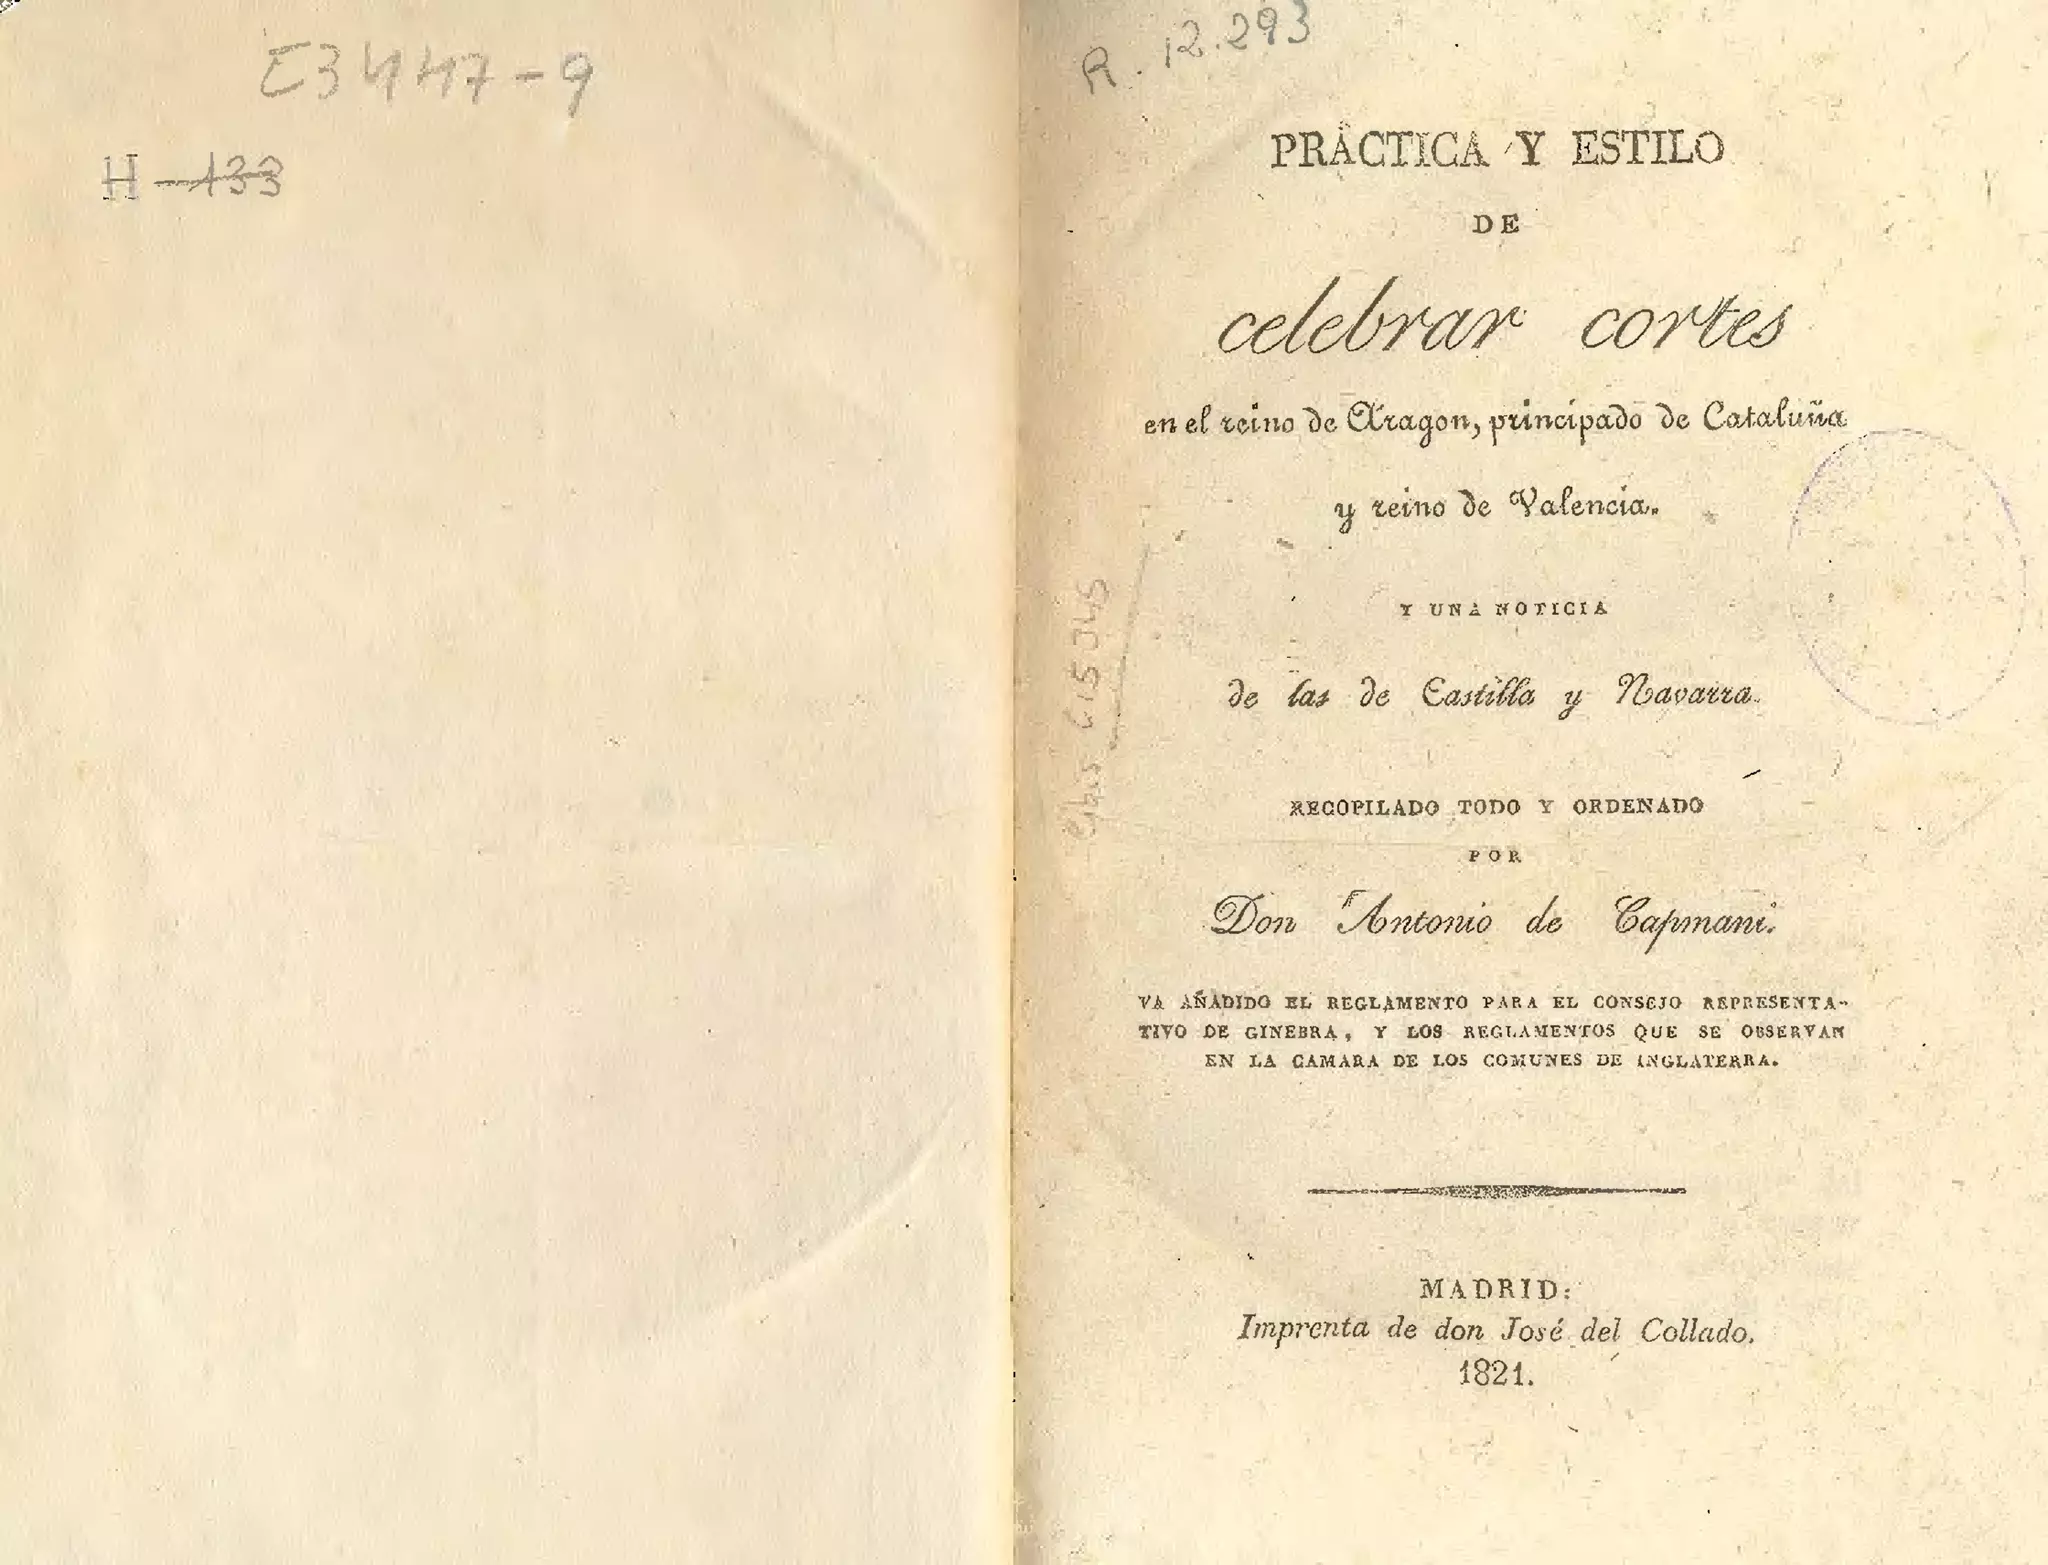 E3447-9
H-133
R. 12.293
PRÁCTICA Y ESTILO
DE
celebrar cortes
en el reino de Aragon, principado de Cataluña
y reino de Valencia.
Y UNA NOTICIA
de las de Castilla y Navarra.
RECOPILADO TODO Y ORDENADO
POR
Don Antonio de Capmani.
VA AÑADIDO EL REGLAMENTO PARA EL CONSEJO REPRESENTA-
TIVO DE GINEBRA, Y LOS REGLAMENTOS QUE SE OBSERVAN
EN LA CAMARA DE LOS COMUNES DE INGLATERRA.
MADRID:
Imprenta de don José del Collado.
1821.